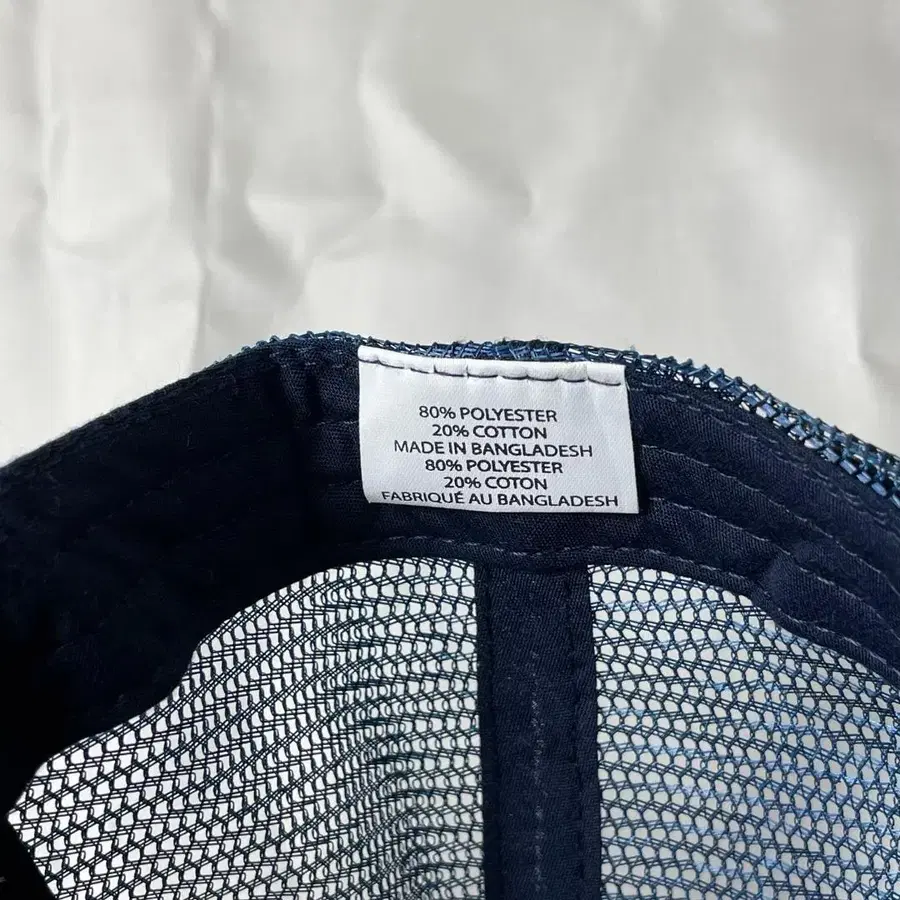 80% POLYESTER
20% COTTON
MADE IN BANGLADESH
80% POLYESTER
20% COTON
FABRIQUÉ AU BANGLADESH